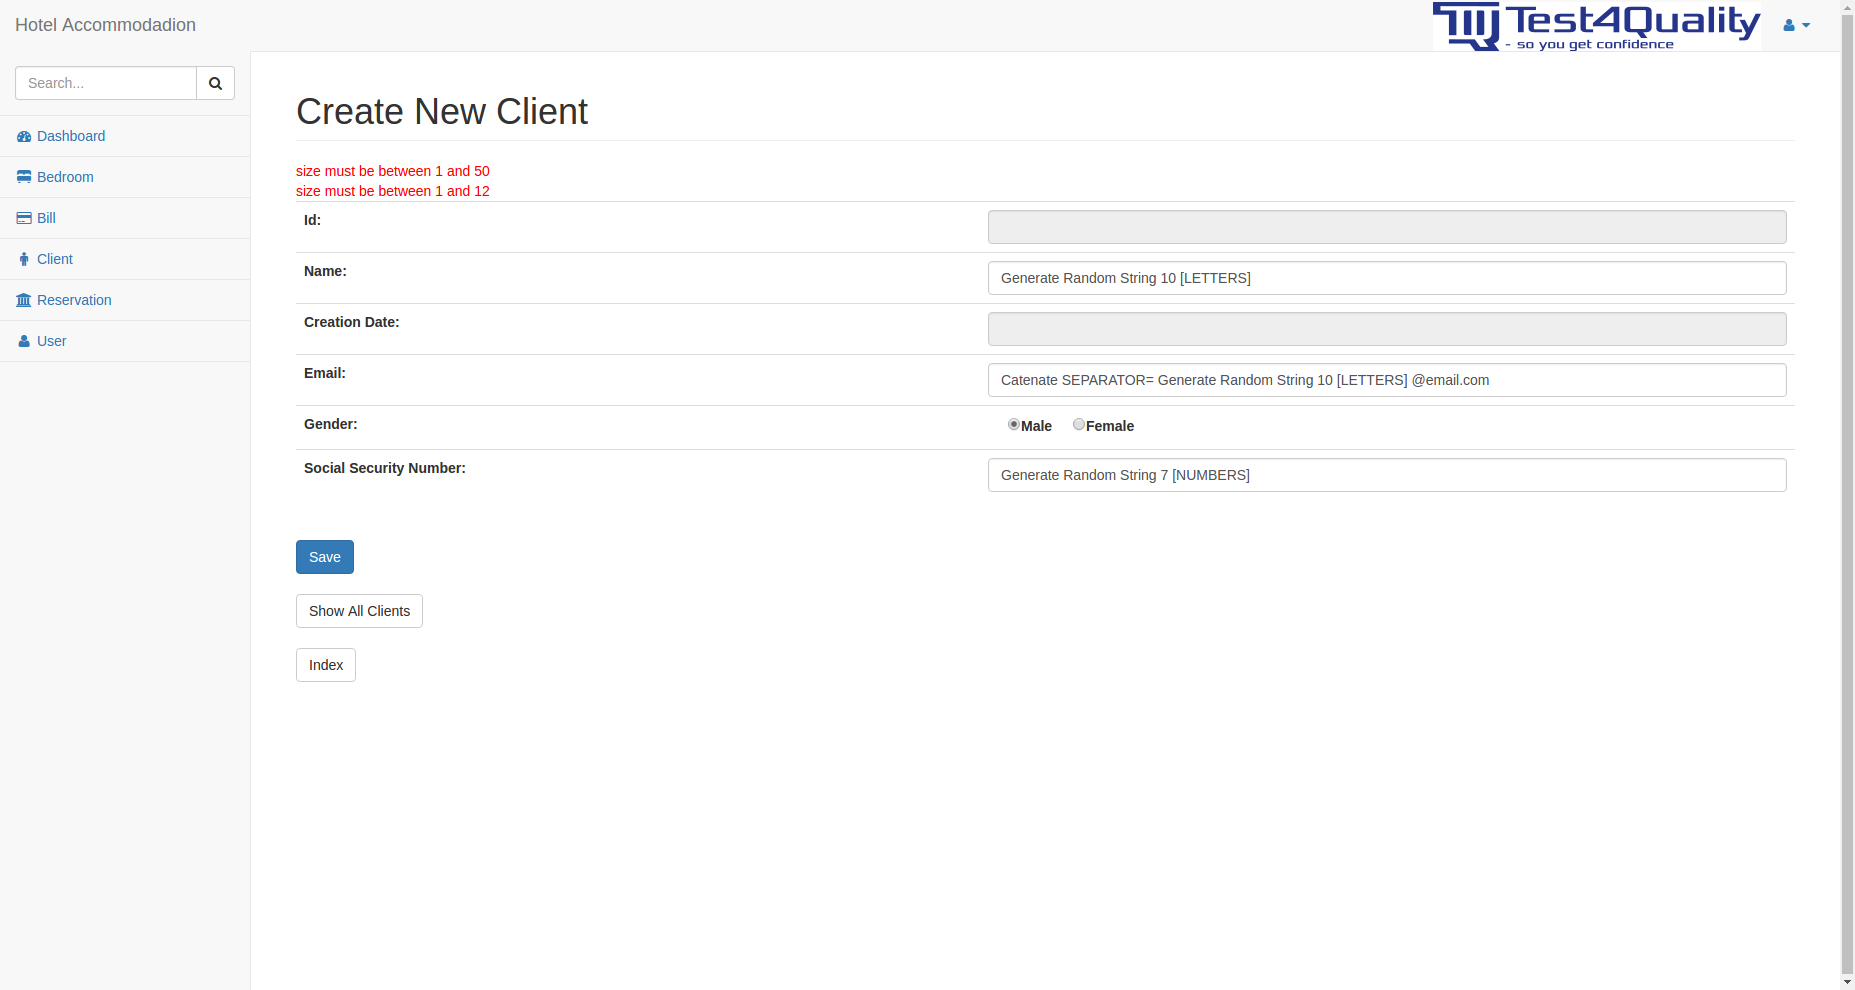 Hotel Accommodadion
Test4Quality
- so you get confidence
Search...
Dashboard
Bedroom
Bill
Client
Reservation
User
Create New Client
size must be between 1 and 50
size must be between 1 and 12
Id:
Name: Generate Random String 10 [LETTERS]
Creation Date:
Email: Catenate SEPARATOR= Generate Random String 10 [LETTERS] @email.com
Gender: Male Female
Social Security Number: Generate Random String 7 [NUMBERS]
Save
Show All Clients
Index